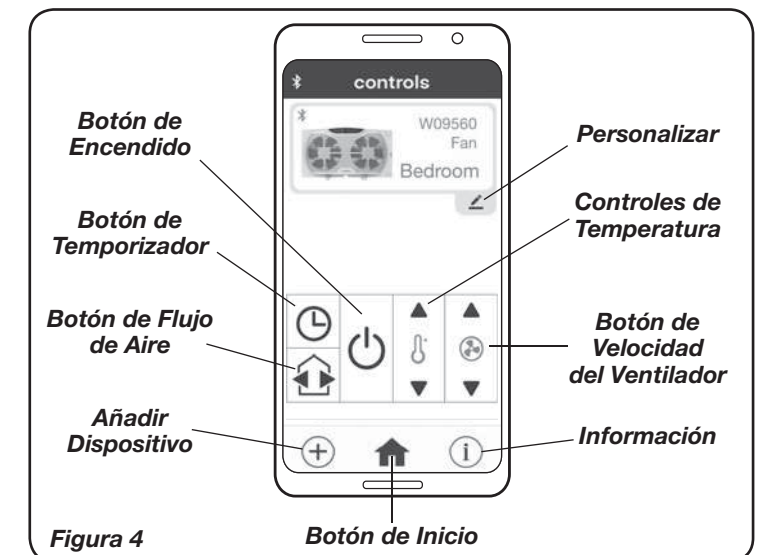 controls
W09560
Fan
Bedroom
Botón de
Encendido
Botón de
Temporizador
Botón de Flujo
de Aire
Añadir
Dispositivo
Personalizar
Controles de
Temperatura
Botón de
Velocidad
del Ventilador
Información
Botón de Inicio
Figura 4